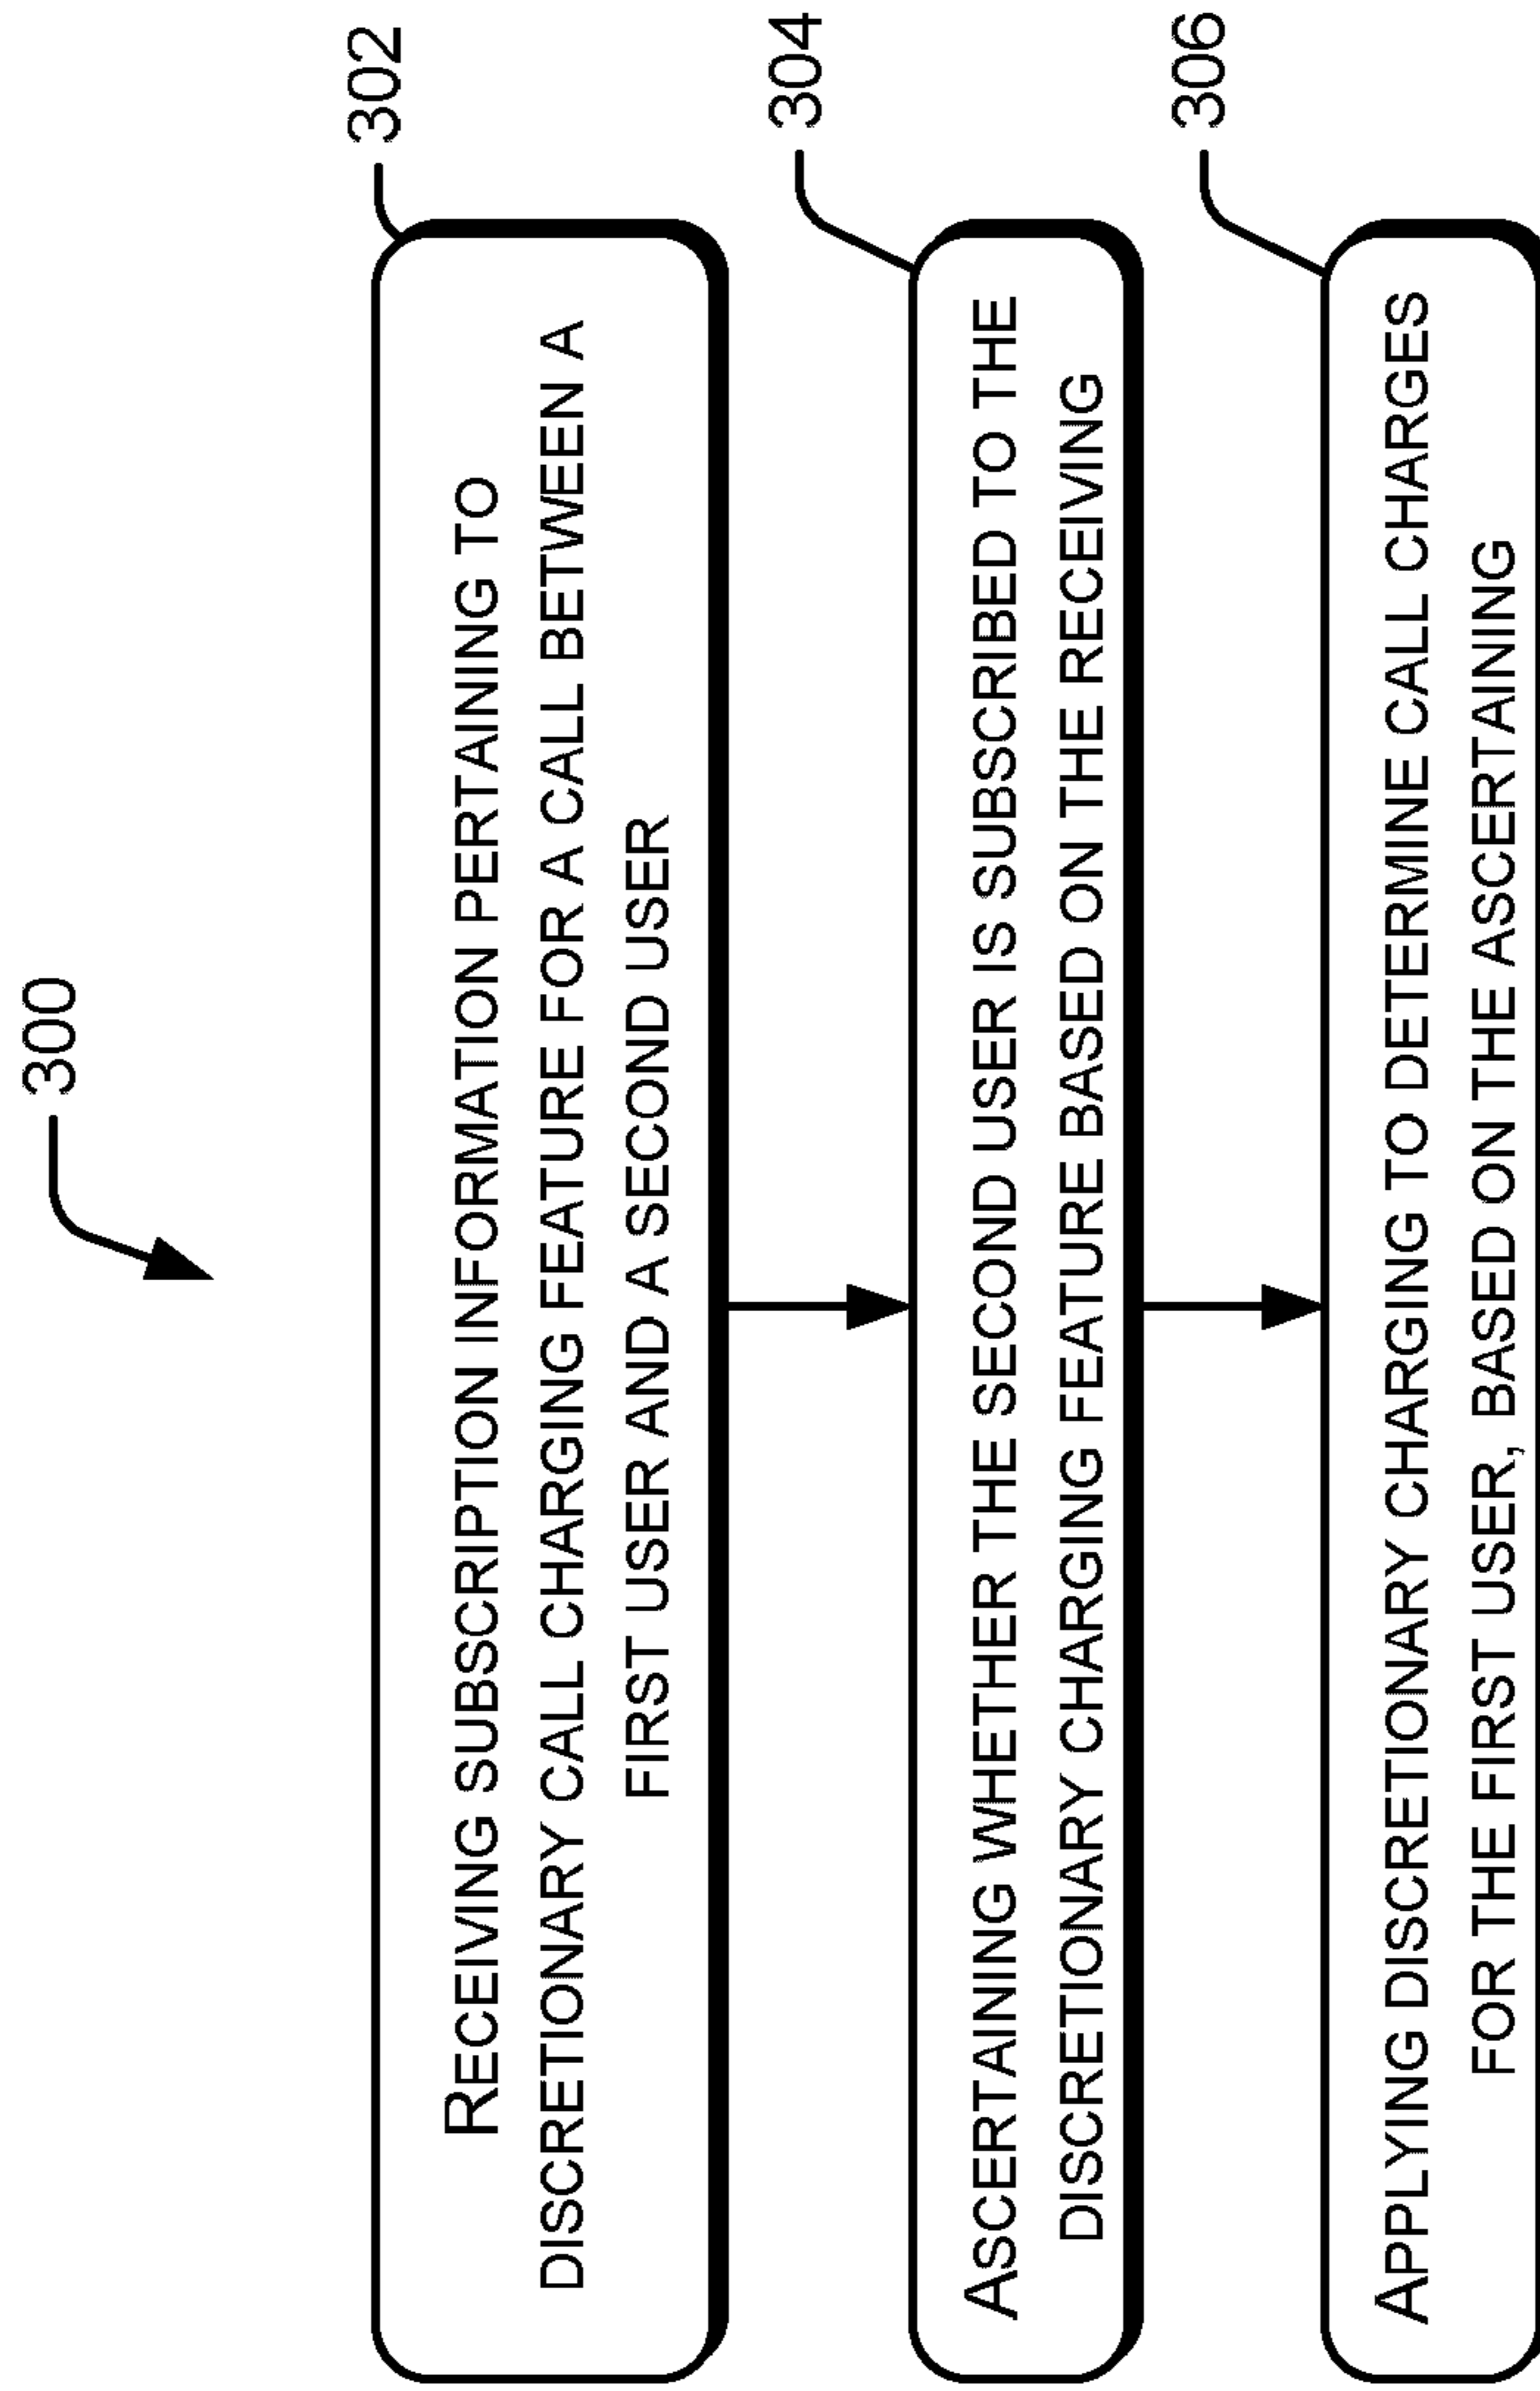 300
302
RECEIVING SUBSCRIPTION INFORMATION PERTAINING TO
DISCRETIONARY CALL CHARGING FEATURE FOR A CALL BETWEEN A
FIRST USER AND A SECOND USER
304
ASCERTAINING WHETHER THE SECOND USER IS SUBSCRIBED TO THE
DISCRETIONARY CHARGING FEATURE BASED ON THE RECEIVING
306
APPLYING DISCRETIONARY CHARGING TO DETERMINE CALL CHARGES
FOR THE FIRST USER, BASED ON THE ASCERTAINING